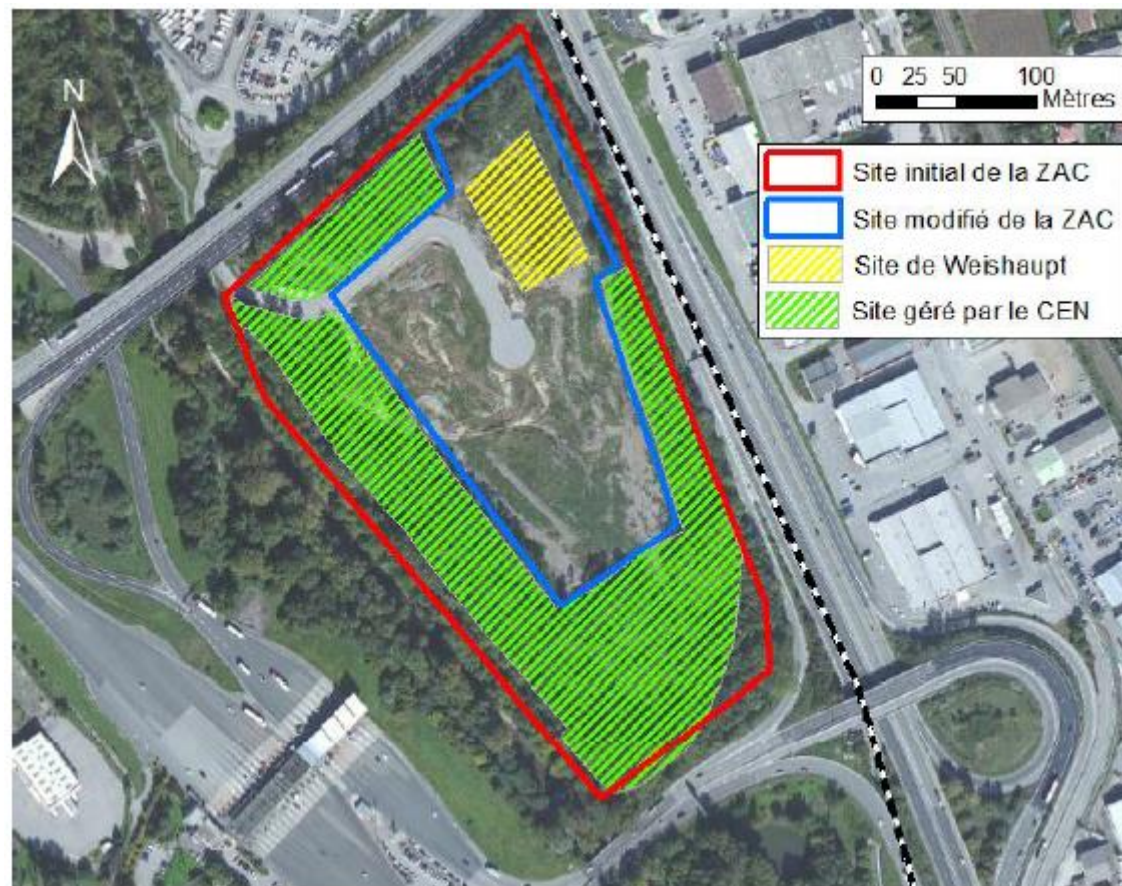 N
0 25 50 100
Mètres
Site initial de la ZAC
Site modifié de la ZAC
Site de Weishaupt
Site géré par le CEN